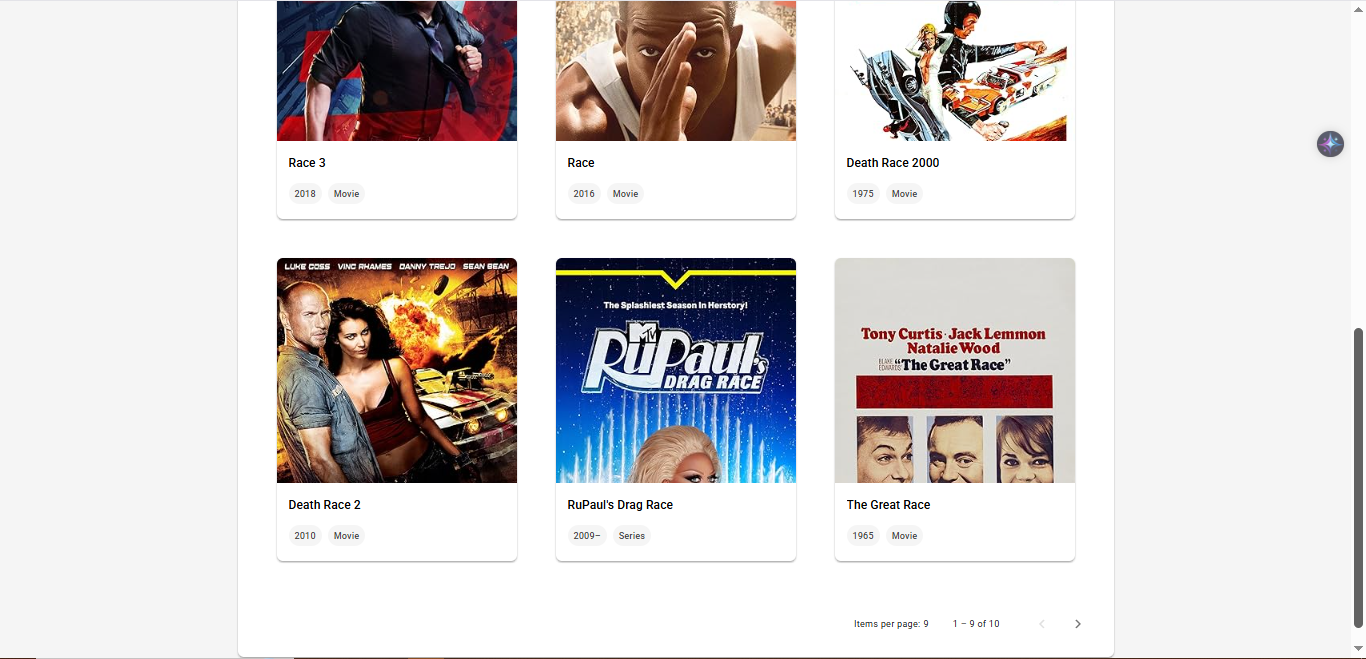 Race 3
2018 Movie
Race
2016 Movie
Death Race 2000
1975 Movie
LUKE GOSS VING RHAMES DANNY TREJO SEAN BEAN
Death Race 2
2010 Movie
The Splashiest Season In Herstory!
MTV
RuPaul's
DRAG RACE
RuPaul's Drag Race
2009– Series
Tony Curtis · Jack Lemmon
Natalie Wood
BLAKE
EDWARDS' “The Great Race”
The Great Race
1965 Movie
Items per page: 9 1 – 9 of 10